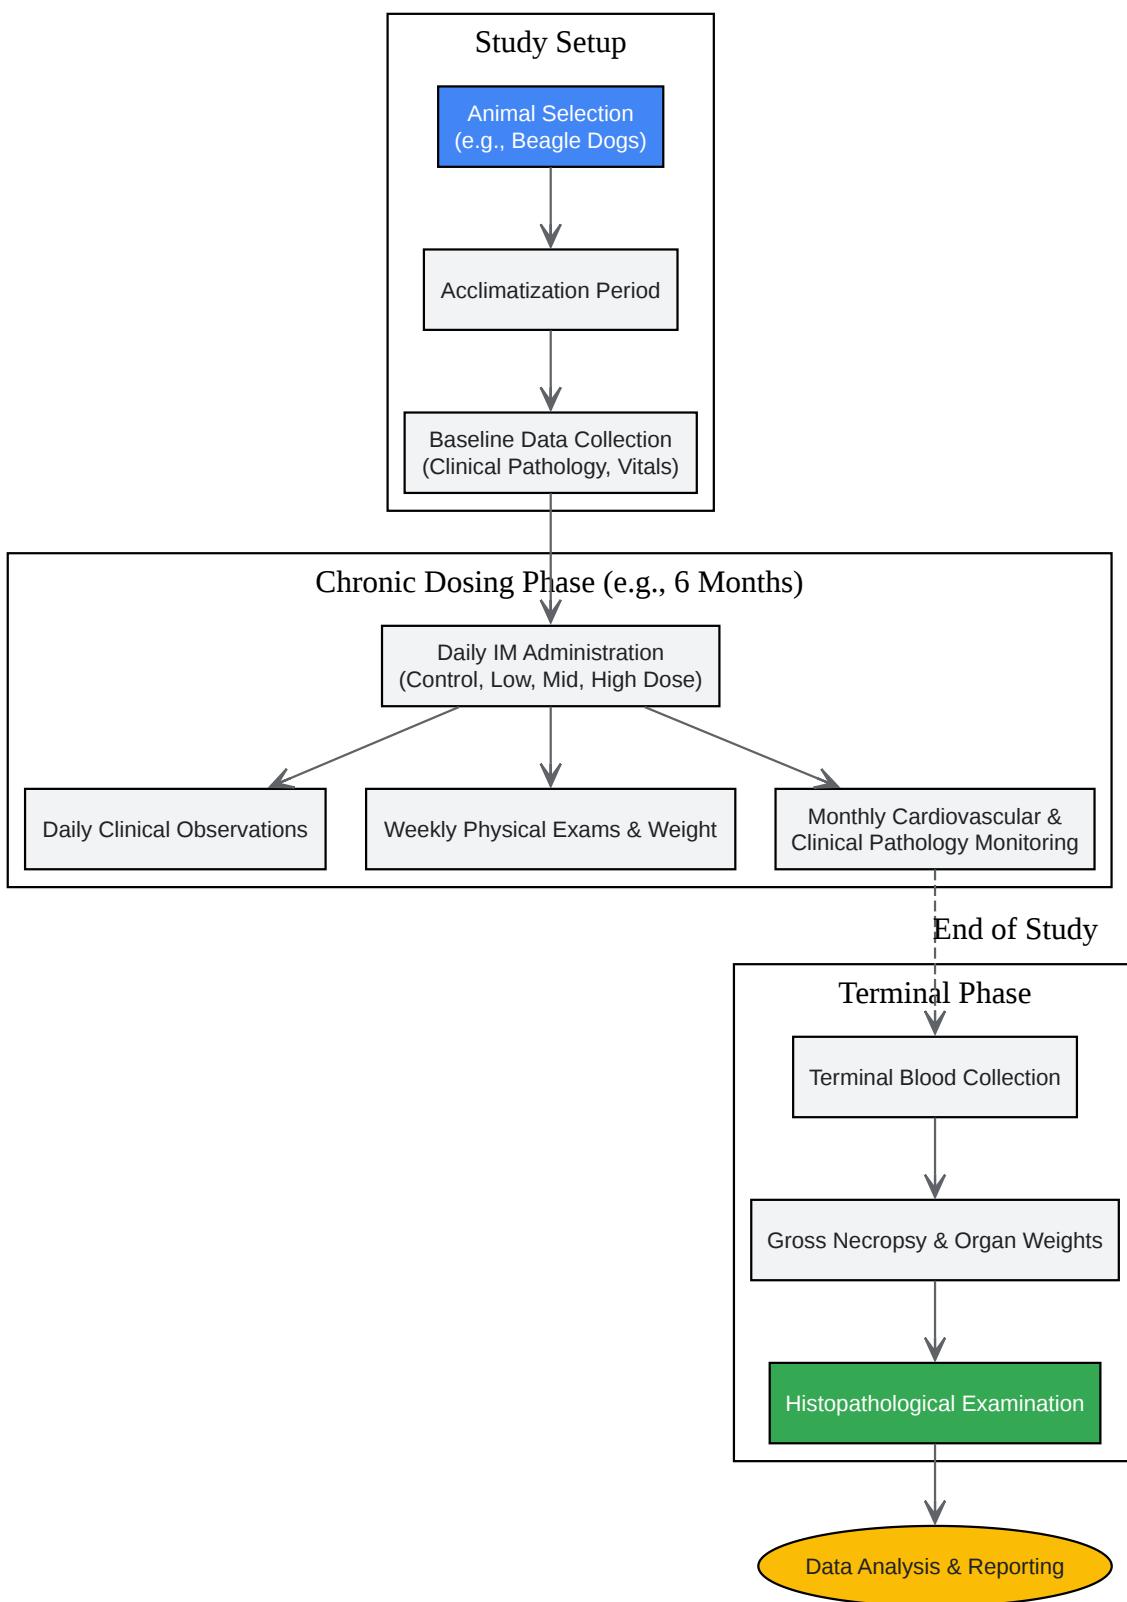 Study Setup
Animal Selection
(e.g., Beagle Dogs)
Acclimatization Period
Baseline Data Collection
(Clinical Pathology, Vitals)
Chronic Dosing Phase (e.g., 6 Months)
Daily IM Administration
(Control, Low, Mid, High Dose)
Daily Clinical Observations
Weekly Physical Exams & Weight
Monthly Cardiovascular &
Clinical Pathology Monitoring
End of Study
Terminal Phase
Terminal Blood Collection
Gross Necropsy & Organ Weights
Histopathological Examination
Data Analysis & Reporting